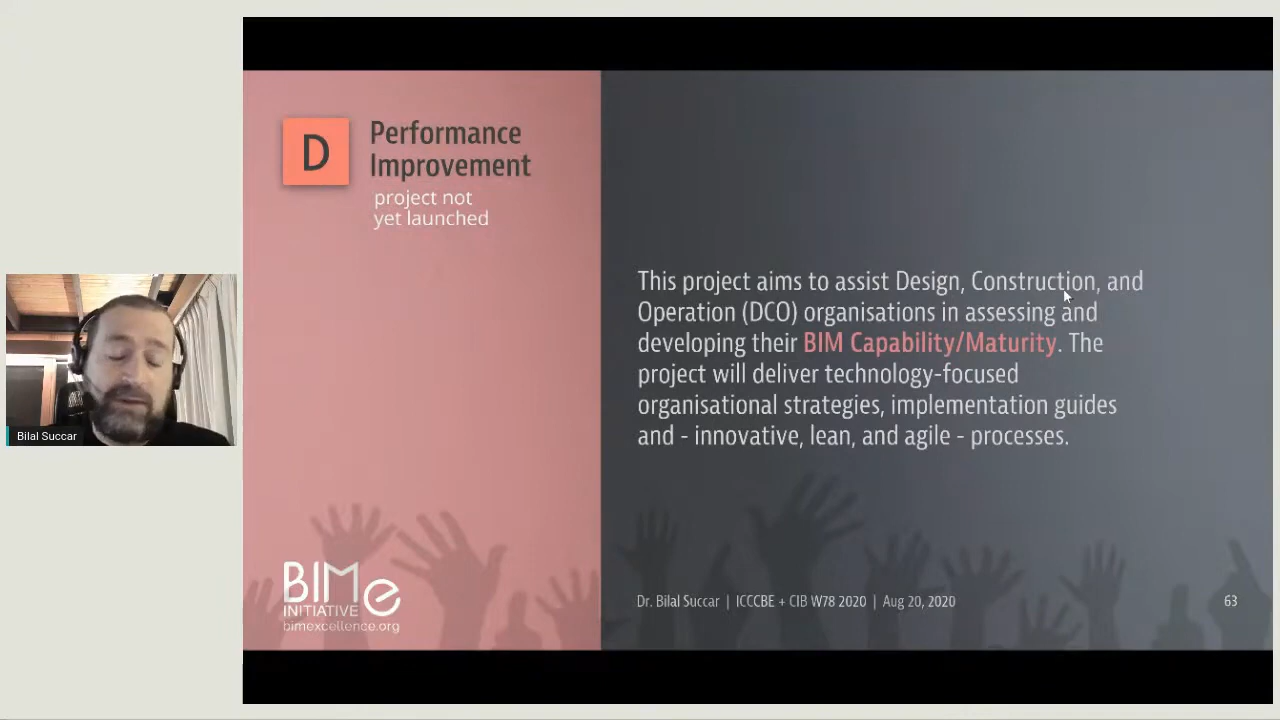 D
Performance
Improvement
project not
yet launched
This project aims to assist Design, Construction, and
Operation (DCO) organisations in assessing and
developing their BIM Capability/Maturity. The
project will deliver technology-focused
organisational strategies, implementation guides
and - innovative, lean, and agile - processes.
Bilal Succar
BIMe
INITIATIVE
bimexcellence.org
Dr. Bilal Succar | ICCCBE + CIB W78 2020 | Aug 20, 2020
63